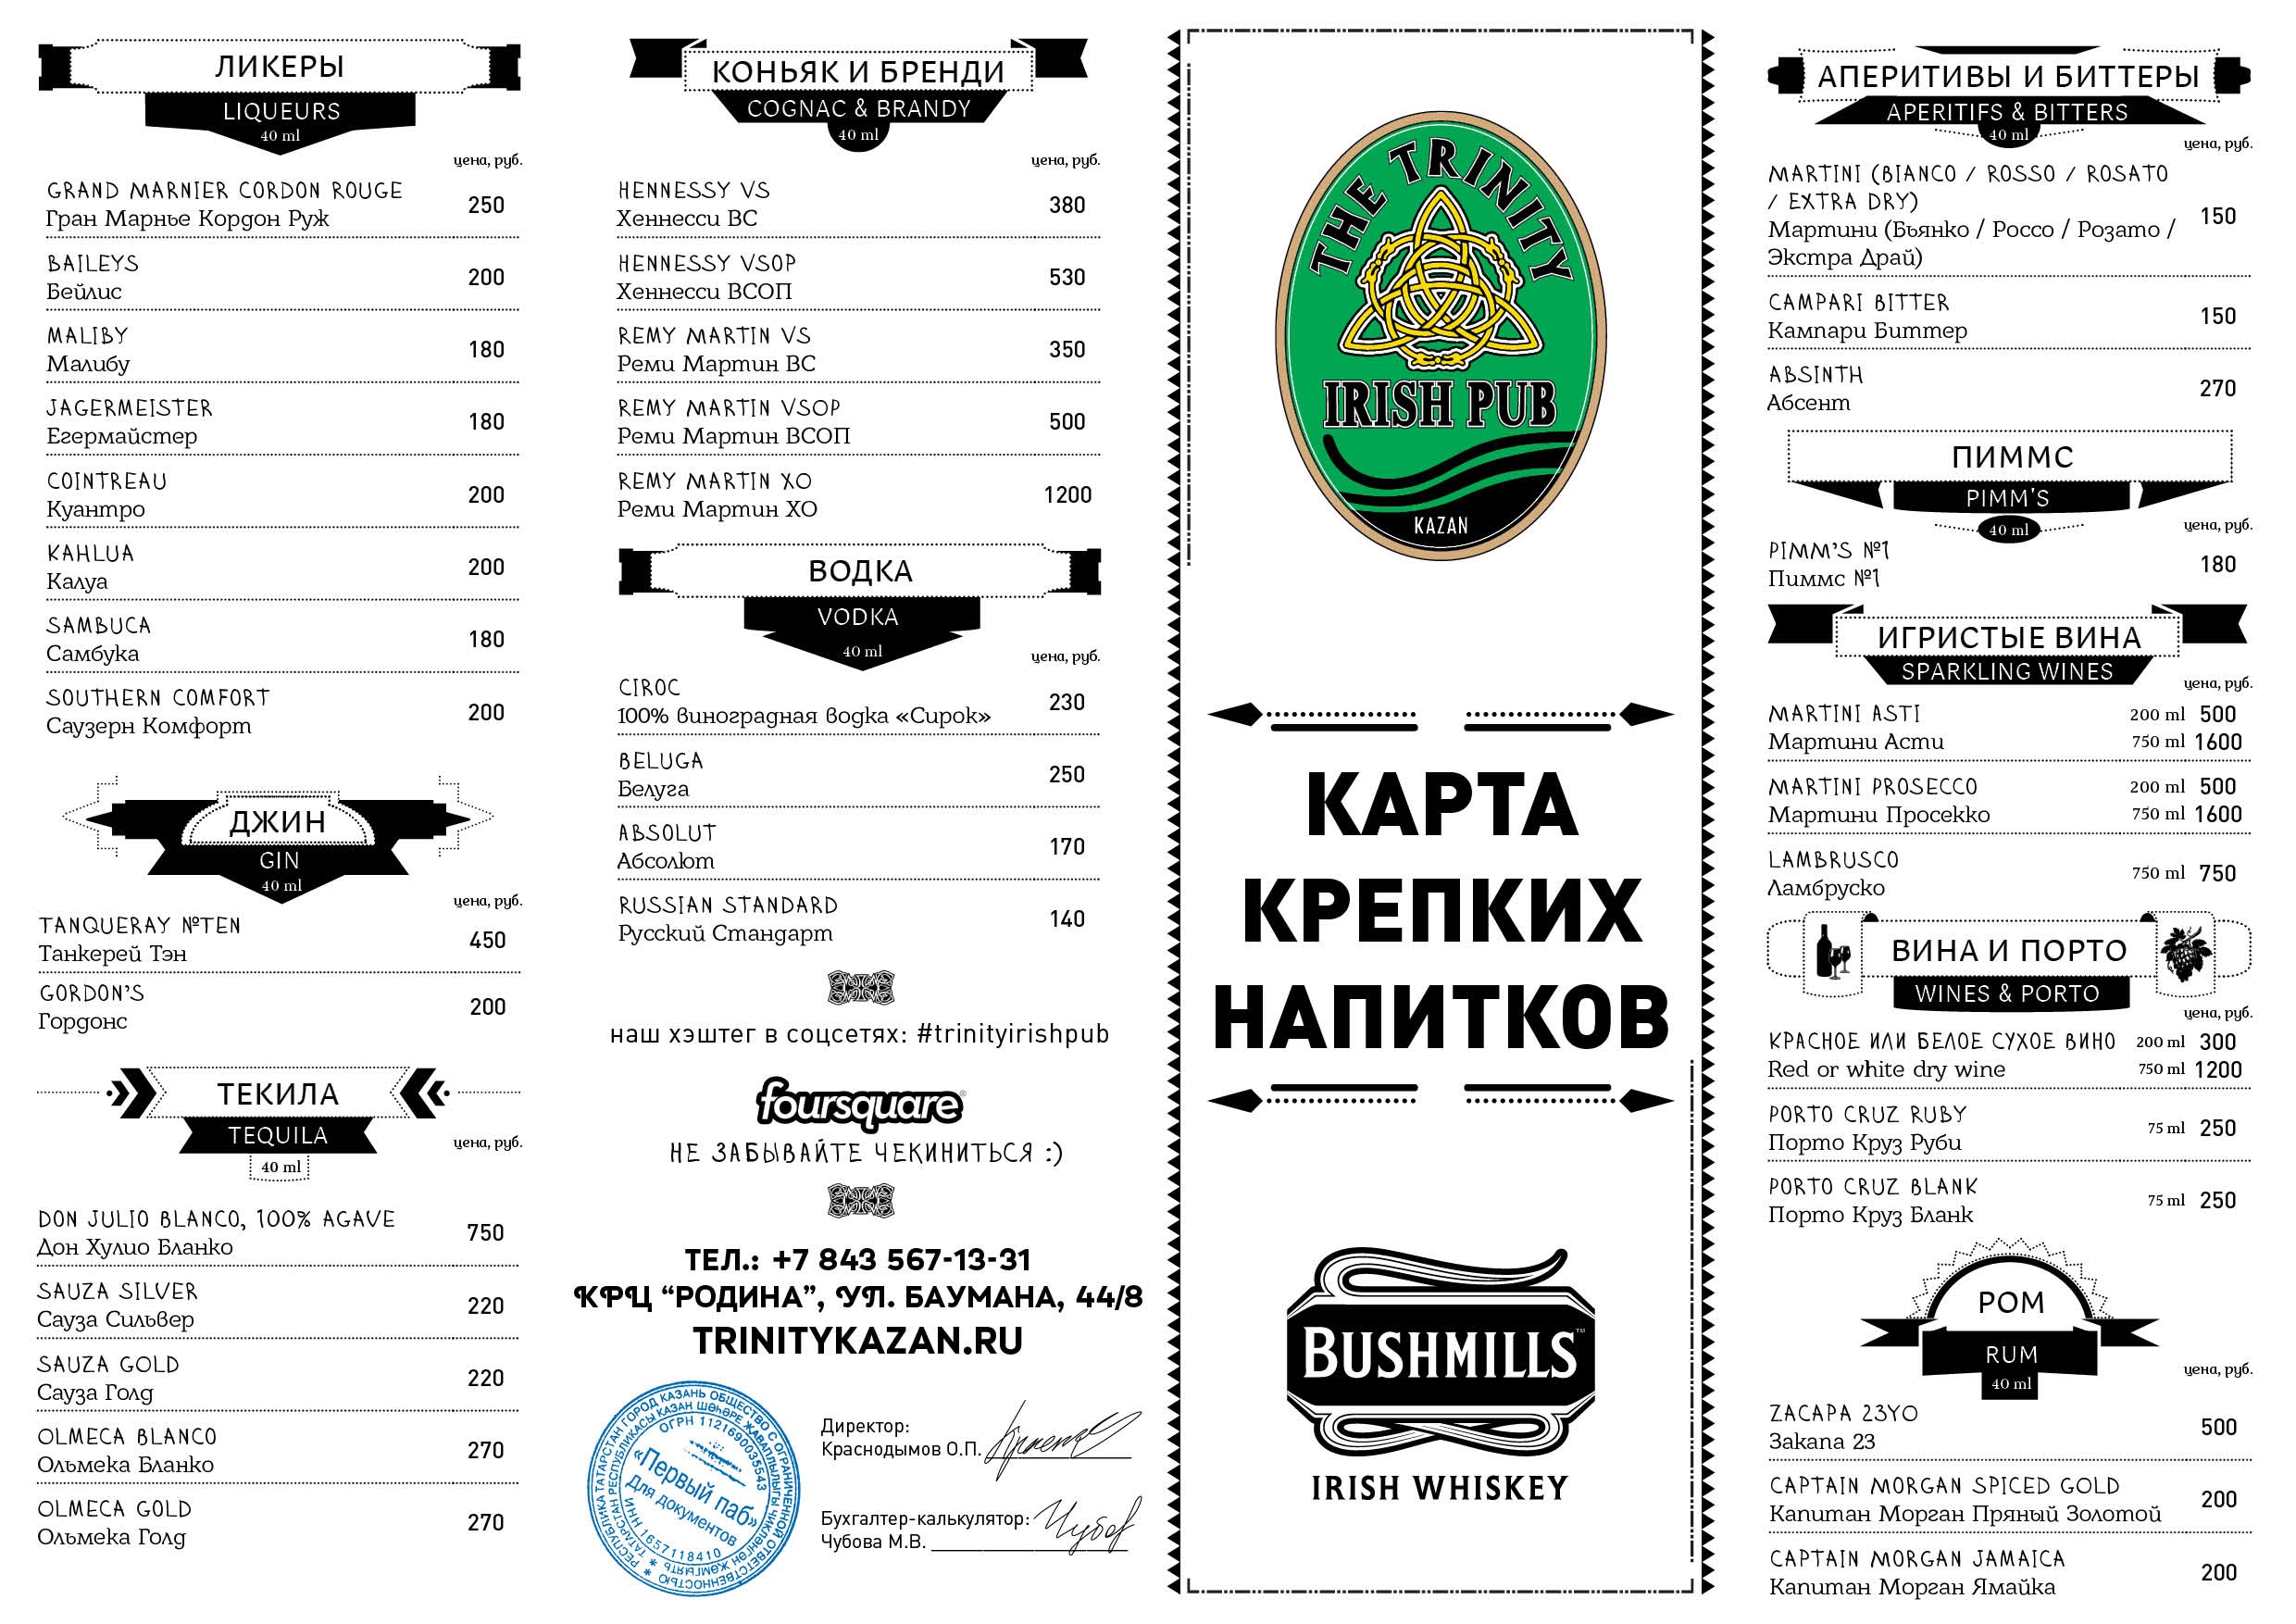 ЛИКЕРЫ
LIQUEURS
40 ml
цена, руб.
GRAND MARNIER CORDON ROUGE
Гран Марнье Кордон Руж
250
BAILEYS
Бейлис
200
MALIBY
Малибу
180
JAGERMEISTER
Егермайстер
180
COINTREAU
Куантро
200
KAHLUA
Калуа
200
SAMBUCA
Самбука
180
SOUTHERN COMFORT
Саузерн Комфорт
200
ДЖИН
GIN
40 ml
цена, руб.
TANQUERAY №TEN
Танкерей Тэн
450
GORDON'S
Гордонс
200
ТЕКИЛА
TEQUILA
40 ml
цена, руб.
DON JULIO BLANCO, 100% AGAVE
Дон Хулио Бланко
750
SAUZA SILVER
Сауза Сильвер
220
SAUZA GOLD
Сауза Голд
220
OLMECA BLANCO
Ольмека Бланко
270
OLMECA GOLD
Ольмека Голд
270
КОНЬЯК И БРЕНДИ
COGNAC & BRANDY
40 ml
цена, руб.
HENNESSY VS
Хеннесси ВС
380
HENNESSY VSOP
Хеннесси ВСОП
530
REMY MARTIN VS
Реми Мартин ВС
350
REMY MARTIN VSOP
Реми Мартин ВСОП
500
REMY MARTIN XO
Реми Мартин ХО
1200
ВОДКА
VODKA
40 ml
цена, руб.
CIROC
100% виноградная водка «Сирок»
230
BELUGA
Белуга
250
ABSOLUT
Абсолют
170
RUSSIAN STANDARD
Русский Стандарт
140
наш хэштег в соцсетях: #trinityirishpub
foursquare®
НЕ ЗАБЫВАЙТЕ ЧЕКИНИТЬСЯ :)
ТЕЛ.: +7 843 567-13-31
КРЦ “РОДИНА”, УЛ. БАУМАНА, 44/8
TRINITYKAZAN.RU
РЕСПУБЛИКА ТАТАРСТАН ГОРОД КАЗАНЬ ОБЩЕСТВО С ОГРАНИЧЕННОЙ ОТВЕТСТВЕННОСТЬЮ *
ТАТАРСТАН РЕСПУБЛИКАСЫ КАЗАН ШӘҺӘРЕ ҖАВАПЛЫЛЫГЫ ЧИКЛӘНГӘН ҖӘМГЫЯТЬ *
ОГРН 1121690035543
«Первый паб»
Для документов
ИНН 1657118410
Директор:
Краснодымов О.П.
Бухгалтер-калькулятор:
Чубова М.В.
THE TRINITY
IRISH PUB
KAZAN
КАРТА
КРЕПКИХ
НАПИТКОВ
BUSHMILLS™
IRISH WHISKEY
АПЕРИТИВЫ И БИТТЕРЫ
APERITIFS & BITTERS
40 ml
цена, руб.
MARTINI (BIANCO / ROSSO / ROSATO
/ EXTRA DRY)
Мартини (Бьянко / Россо / Розато /
Экстра Драй)
150
CAMPARI BITTER
Кампари Биттер
150
ABSINTH
Абсент
270
ПИММС
PIMM'S
40 ml
цена, руб.
PIMM'S №1
Пиммс №1
180
ИГРИСТЫЕ ВИНА
SPARKLING WINES
цена, руб.
MARTINI ASTI 200 ml 500
Мартини Асти 750 ml 1600
MARTINI PROSECCO 200 ml 500
Мартини Просекко 750 ml 1600
LAMBRUSCO
Ламбруско
750 ml 750
ВИНА И ПОРТО
WINES & PORTO
цена, руб.
КРАСНОЕ ИЛИ БЕЛОЕ СУХОЕ ВИНО 200 ml 300
Red or white dry wine 750 ml 1200
PORTO CRUZ RUBY
Порто Круз Руби
75 ml 250
PORTO CRUZ BLANK
Порто Круз Бланк
75 ml 250
РОМ
RUM
40 ml
цена, руб.
ZACAPA 23YO
Закапа 23
500
CAPTAIN MORGAN SPICED GOLD
Капитан Морган Пряный Золотой
200
CAPTAIN MORGAN JAMAICA
Капитан Морган Ямайка
200